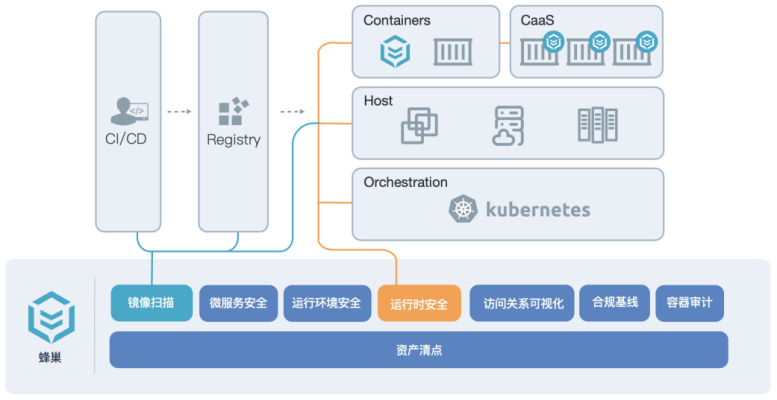 Containers
CaaS
</>
CI/CD
Registry
Host
Orchestration
kubernetes
蜂巢
镜像扫描
微服务安全
运行环境安全
运行时安全
访问关系可视化
合规基线
容器审计
资产清点